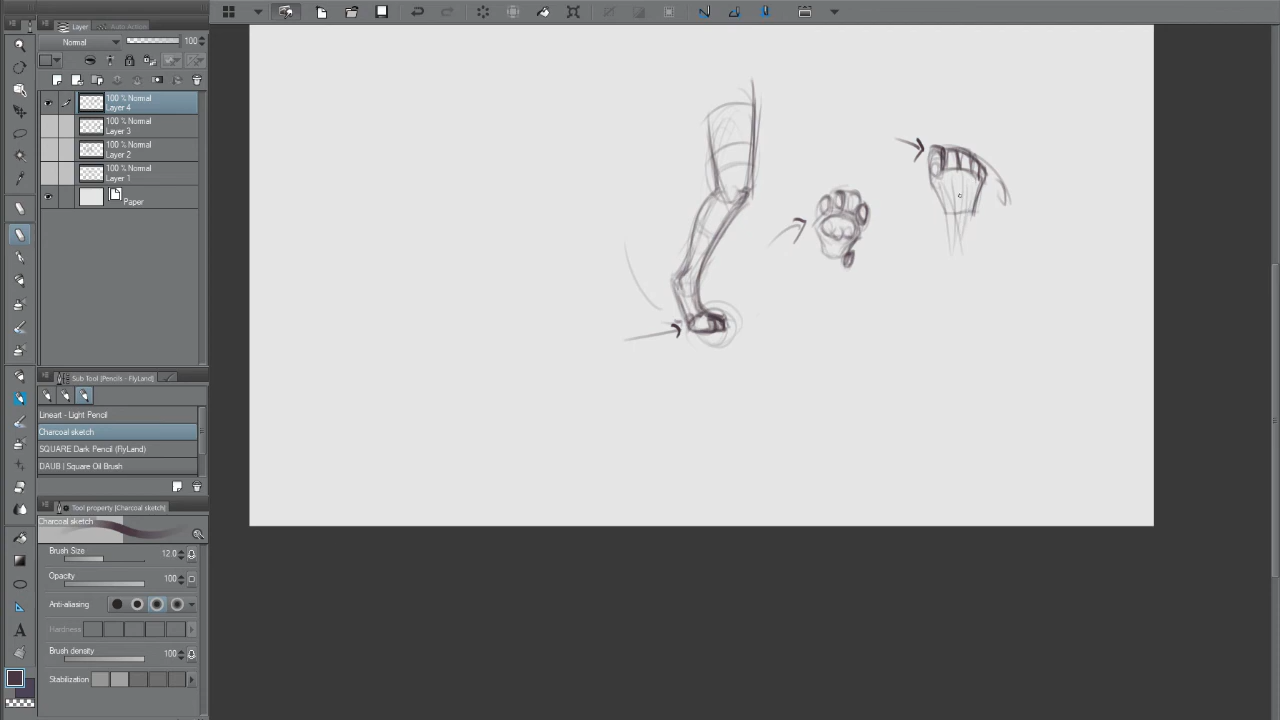 Layer
Auto Action
Normal
100
100 % Normal
Layer 4
100 % Normal
Layer 3
100 % Normal
Layer 2
100 % Normal
Layer 1
Paper
Sub Tool [Pencils - FlyLand]
Lineart - Light Pencil
Charcoal sketch
SQUARE Dark Pencil (FlyLand)
DAUB | Square Oil Brush
Tool property [Charcoal sketch]
Charcoal sketch
Brush Size
12.0
Opacity
100
Anti-aliasing
Hardness
Brush density
100
Stabilization
A